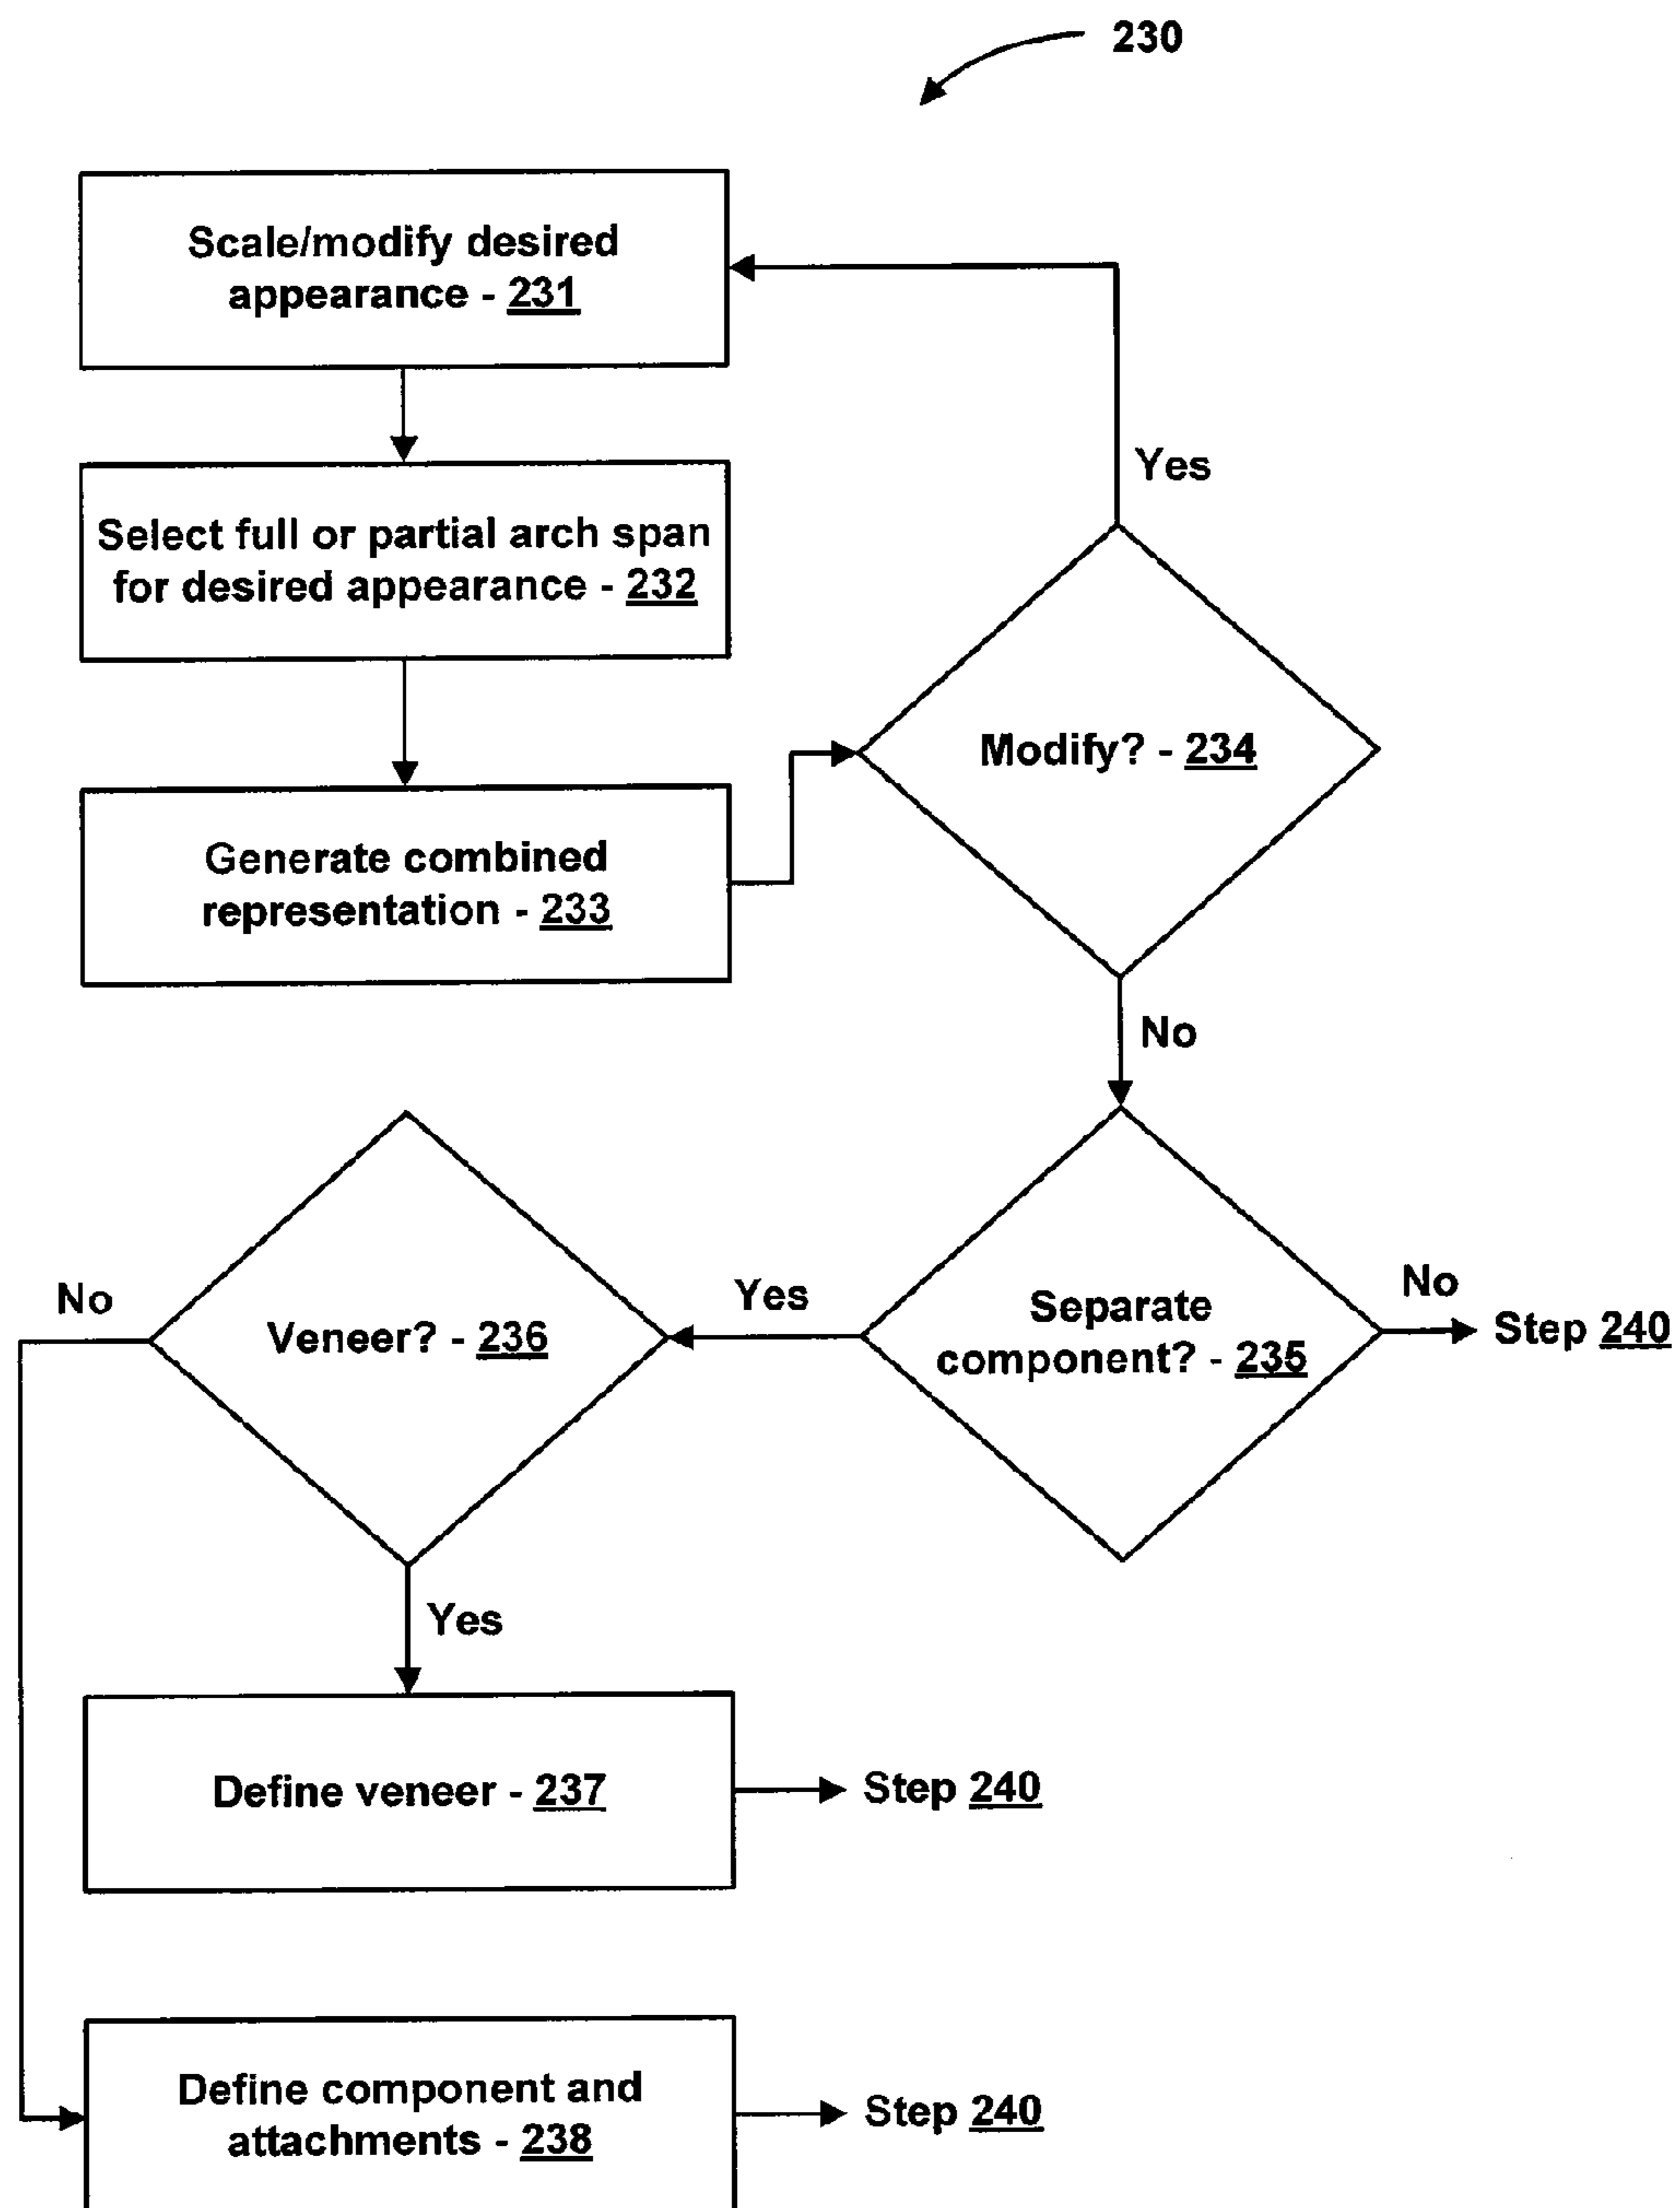 230
Scale/modify desired
appearance - 231
Yes
Select full or partial arch span
for desired appearance - 232
Modify? - 234
Generate combined
representation - 233
No
No
Yes
Separate
component? - 235
No
Step 240
Veneer? - 236
Yes
Define veneer - 237
Step 240
Define component and
attachments - 238
Step 240